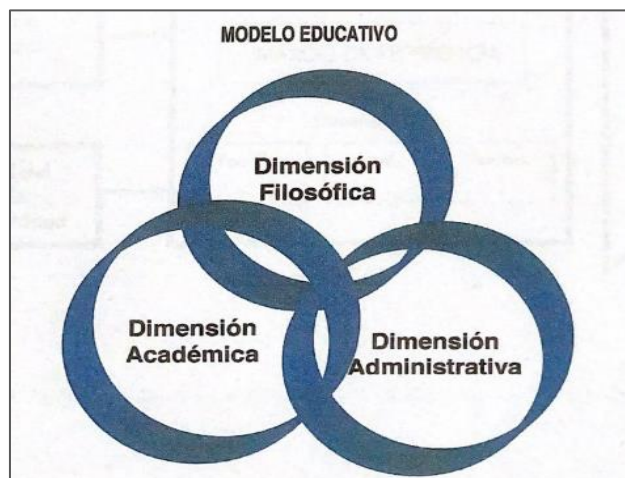 MODELO EDUCATIVO
Dimensión
Filosófica
Dimensión
Académica
Dimensión
Administrativa